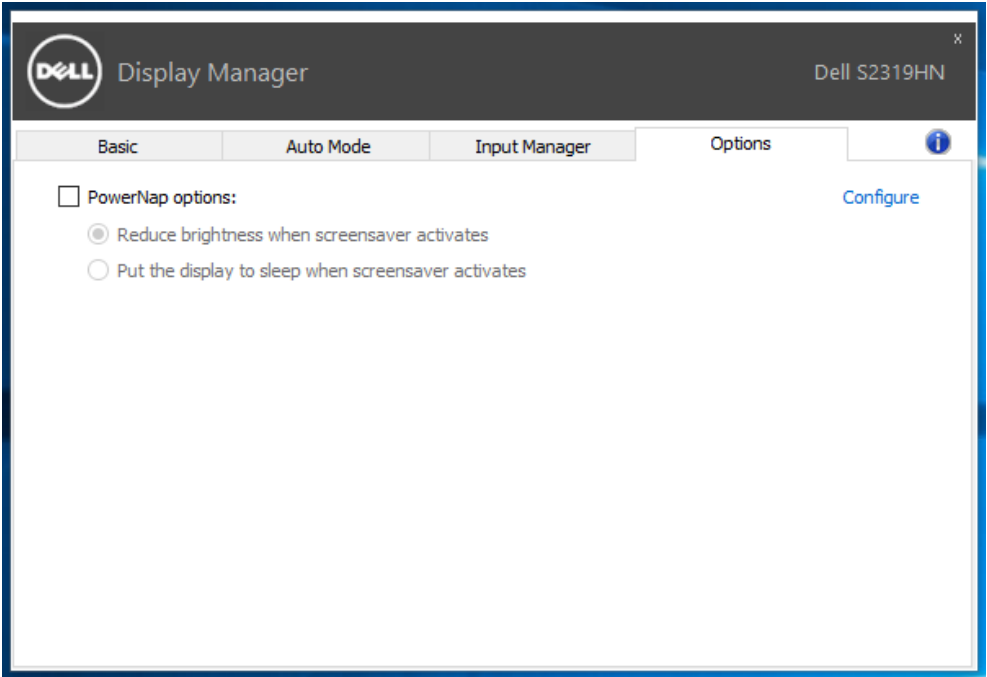 x
DELL Display Manager
Dell S2319HN
Basic Auto Mode Input Manager Options i
PowerNap options: Configure
Reduce brightness when screensaver activates
Put the display to sleep when screensaver activates